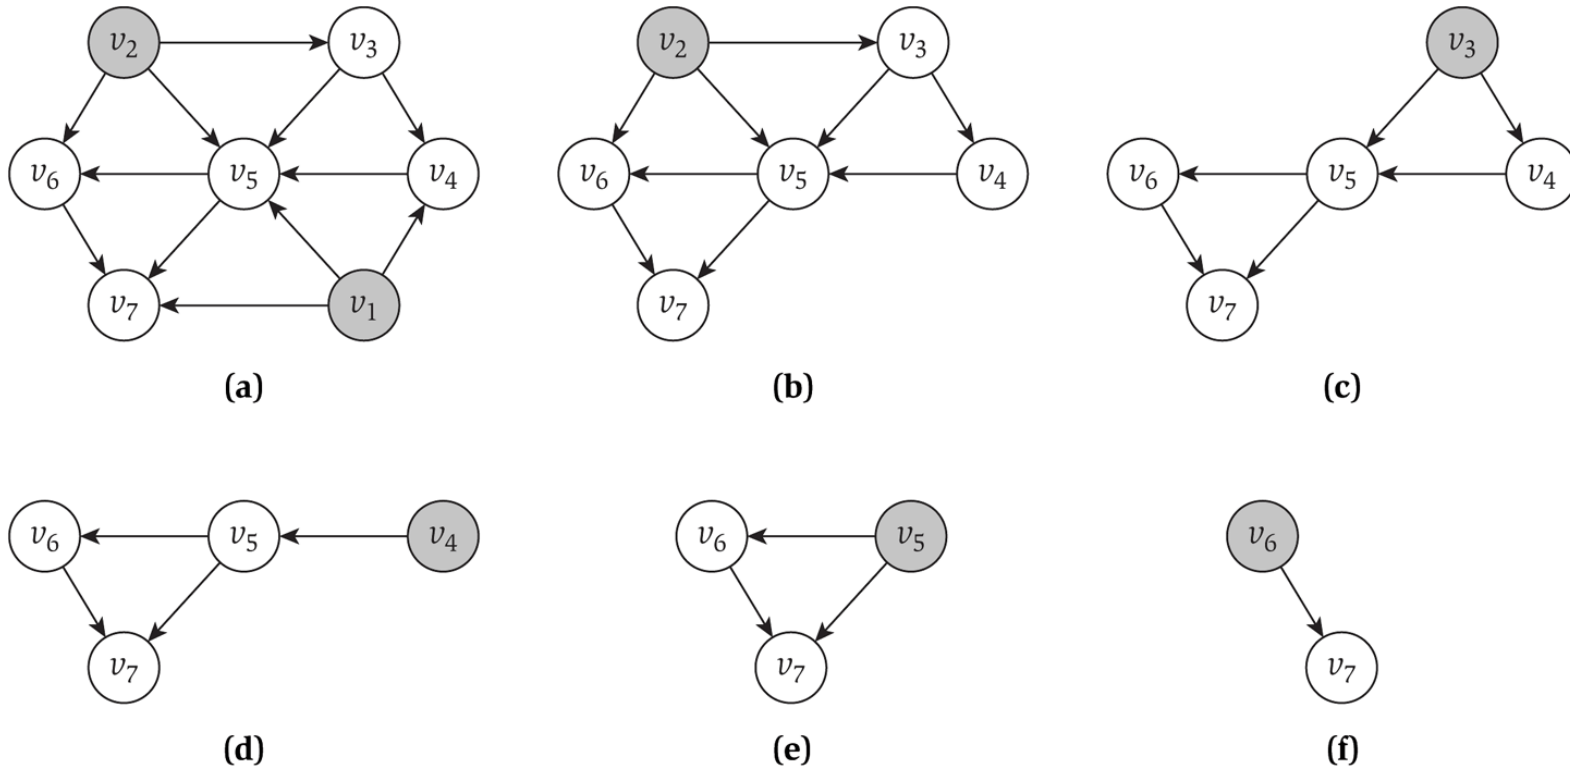 v₂ v₃
v₆ v₅ v₄
v₇ v₁
(a)
v₂ v₃
v₆ v₅ v₄
v₇
(b)
v₃
v₆ v₅ v₄
v₇
(c)
v₆ v₅ v₄
v₇
(d)
v₆ v₅
v₇
(e)
v₆
v₇
(f)